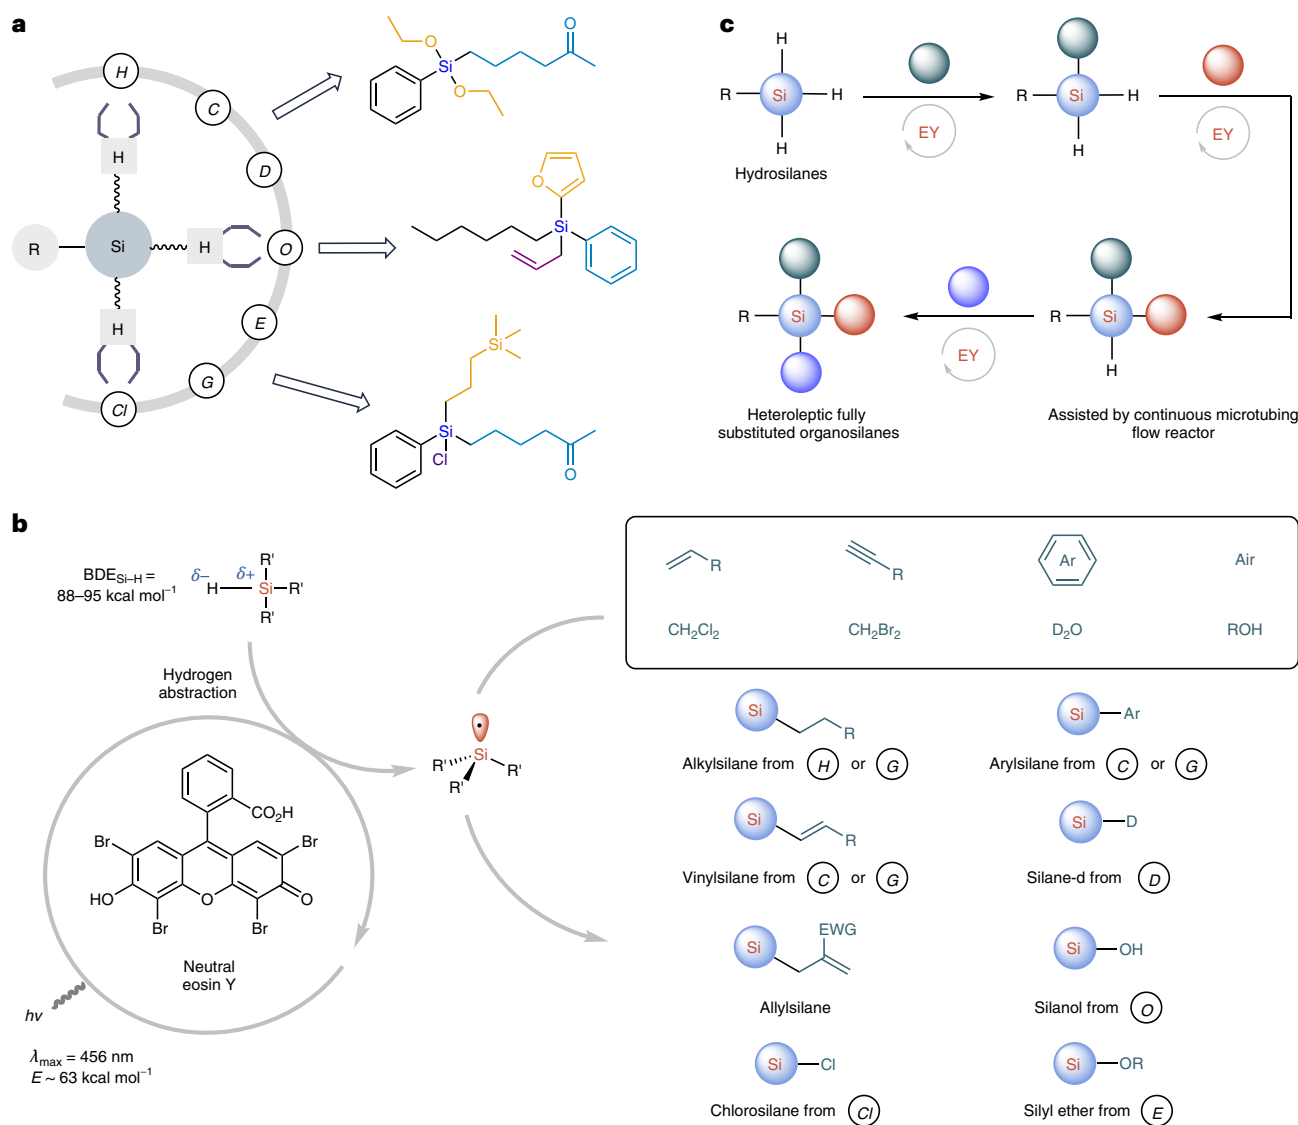 a
H
C
D
O
E
G
Cl
H
H
H
R
Si
O
O
Si
O
O
Si
Si
Si
Cl
O
c
H
R
Si
H
H
Hydrosilanes
EY
R
Si
H
H
EY
R
Si
H
Assisted by continuous microtubing
flow reactor
EY
R
Si
Heteroleptic fully
substituted organosilanes
b
BDE_Si–H =
88–95 kcal mol⁻¹
δ− δ+
R'
H Si R'
R'
Hydrogen
abstraction
CO₂H
Br Br
HO O O
Br Br
Neutral
eosin Y
hν
λmax = 456 nm
E ~ 63 kcal mol⁻¹
Si
R' R'
R'
R
R
Ar
Air
CH₂Cl₂
CH₂Br₂
D₂O
ROH
Si
R
Alkylsilane from H or G
Si Ar
Arylsilane from C or G
Si
R
Vinylsilane from C or G
Si D
Silane-d from D
EWG
Si
Allylsilane
Si OH
Silanol from O
Si Cl
Chlorosilane from Cl
Si OR
Silyl ether from E